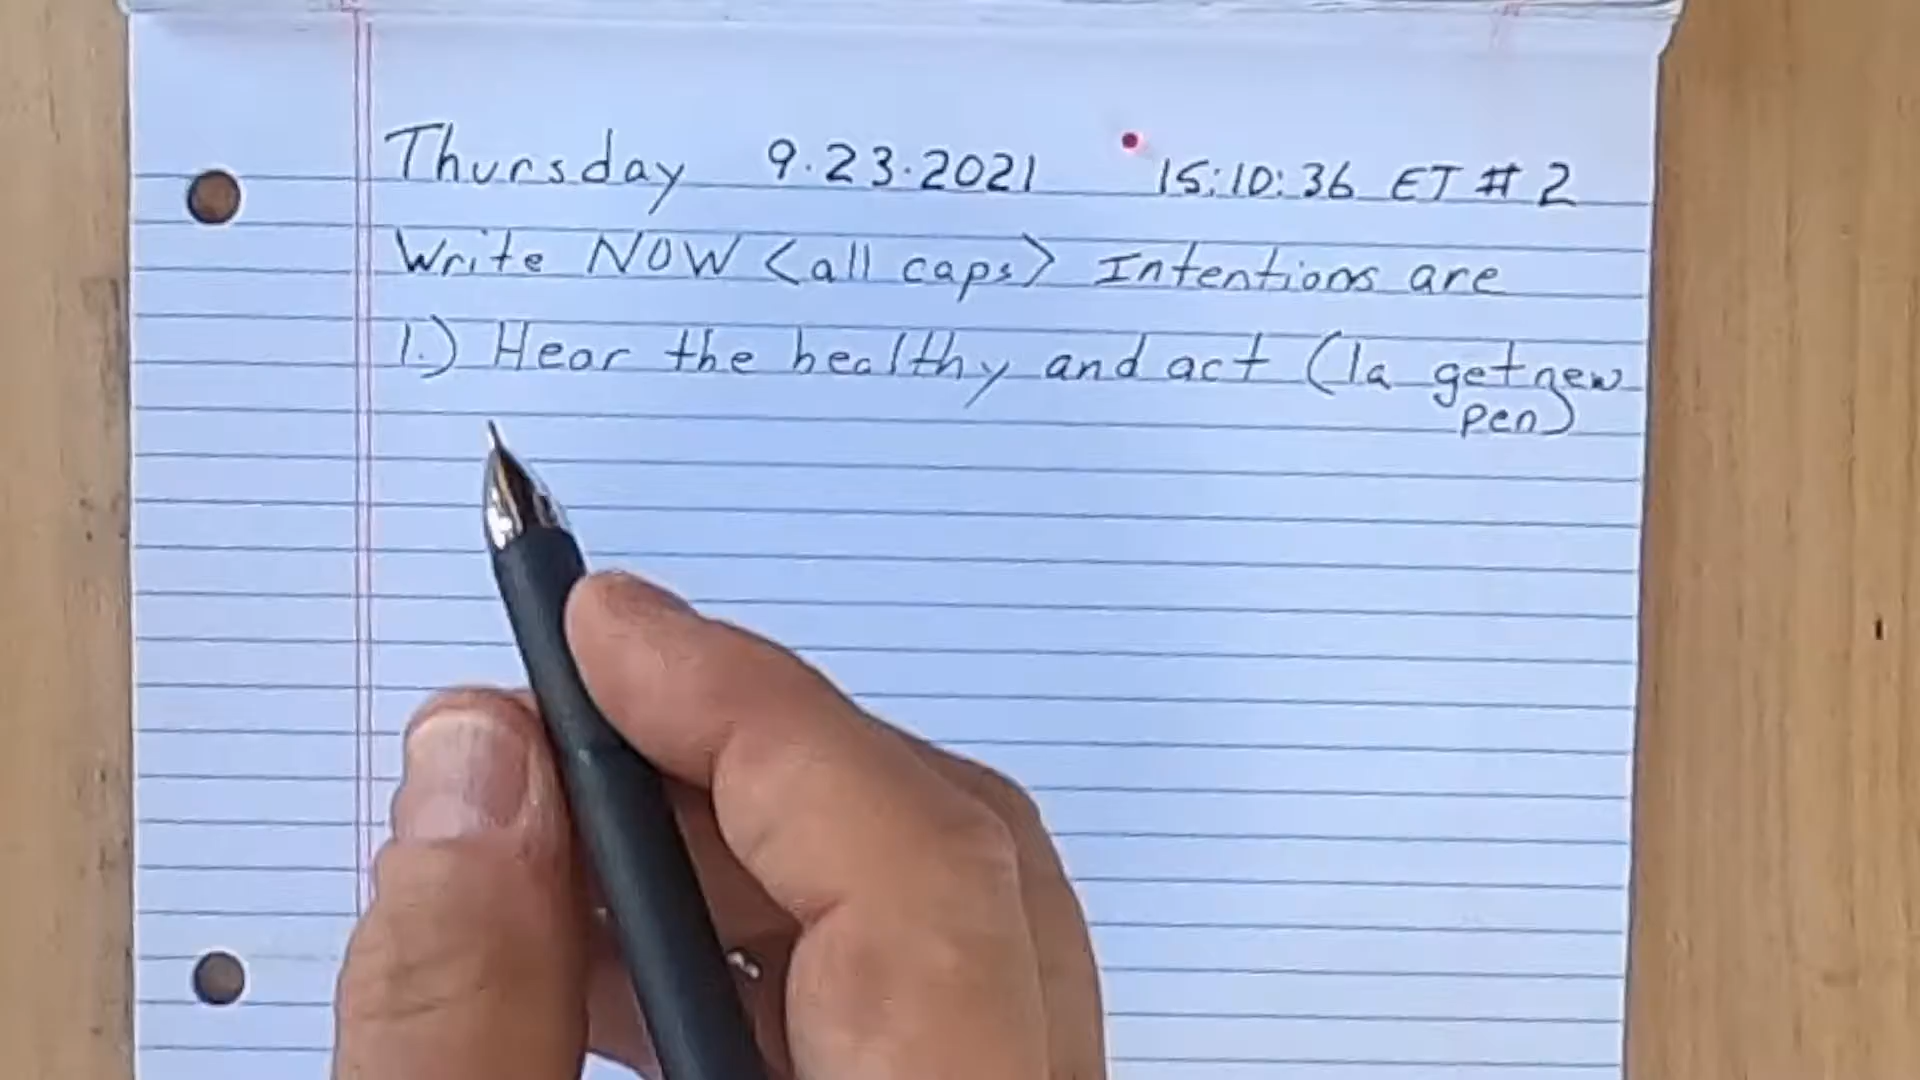 Thursday 9.23.2021 15:10:36 ET # 2
Write NOW <all caps> Intentions are
1.) Hear the healthy and act (1a get new
pen)